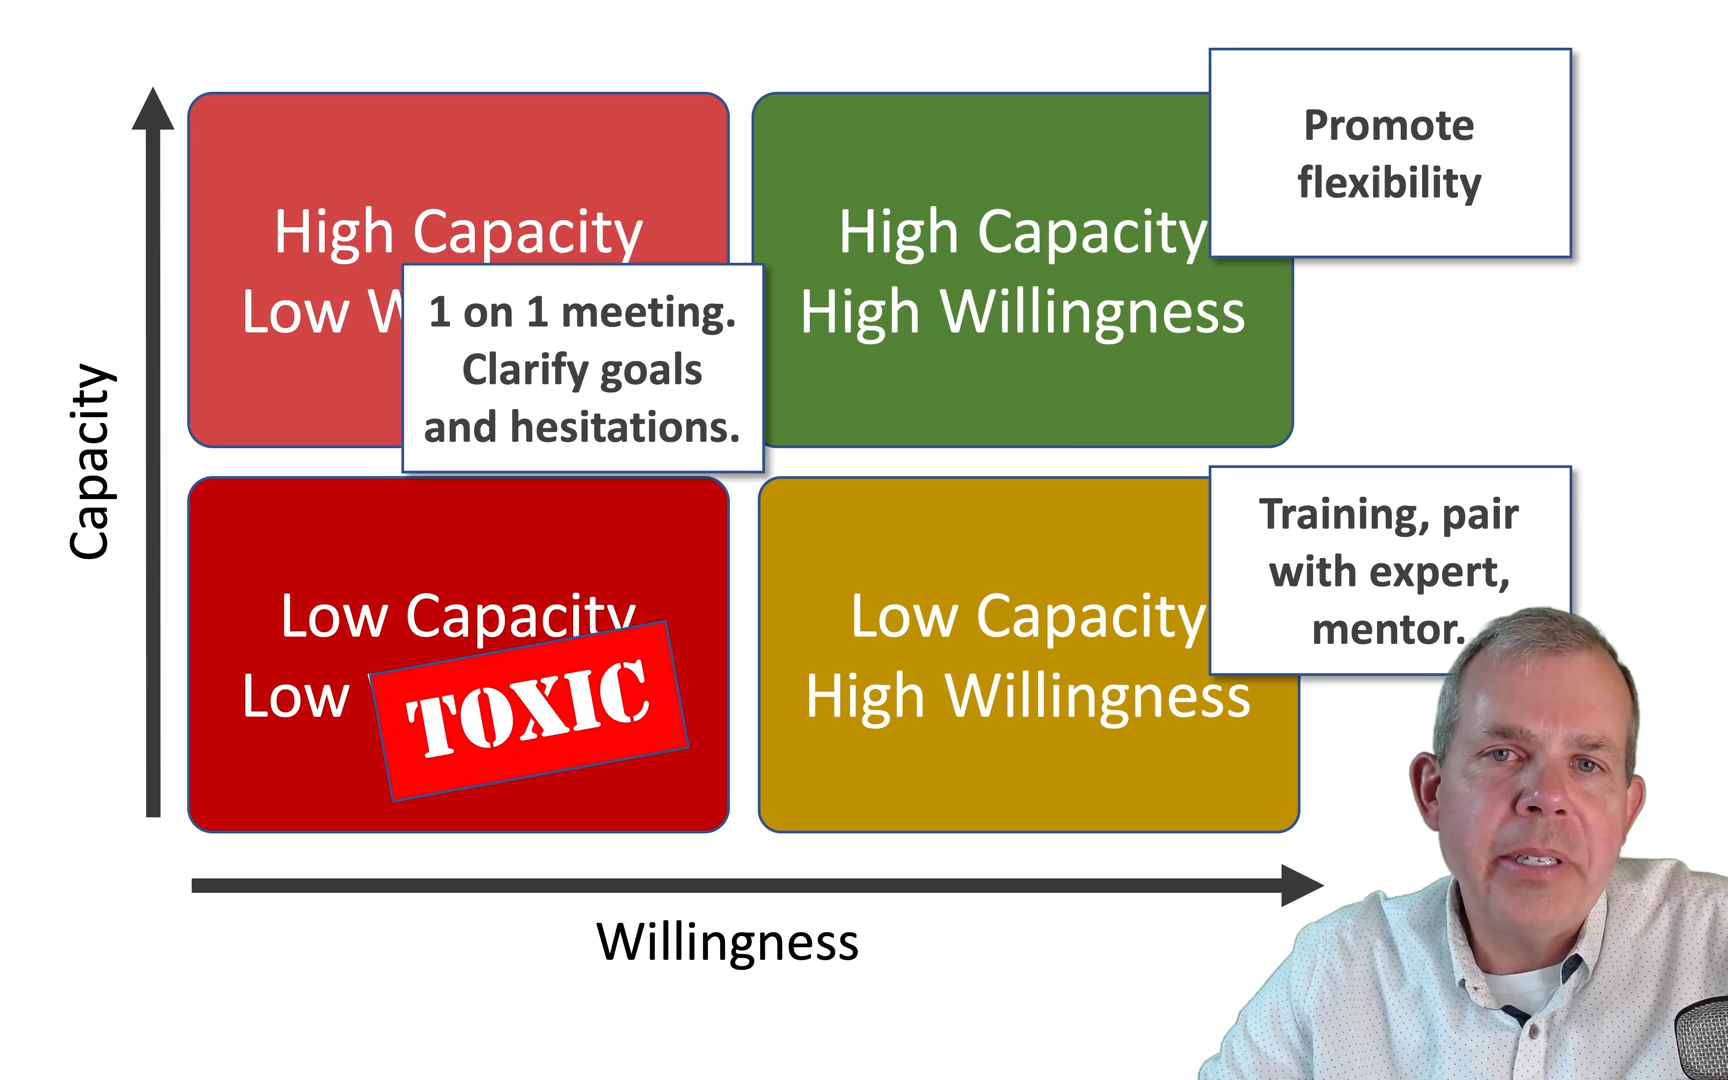 Capacity
High Capacity
Low W
1 on 1 meeting.
Clarify goals
and hesitations.
High Capacity
High Willingness
Promote
flexibility
Low Capacity
Low
TOXIC
Low Capacity
High Willingness
Training, pair
with expert,
mentor.
Willingness